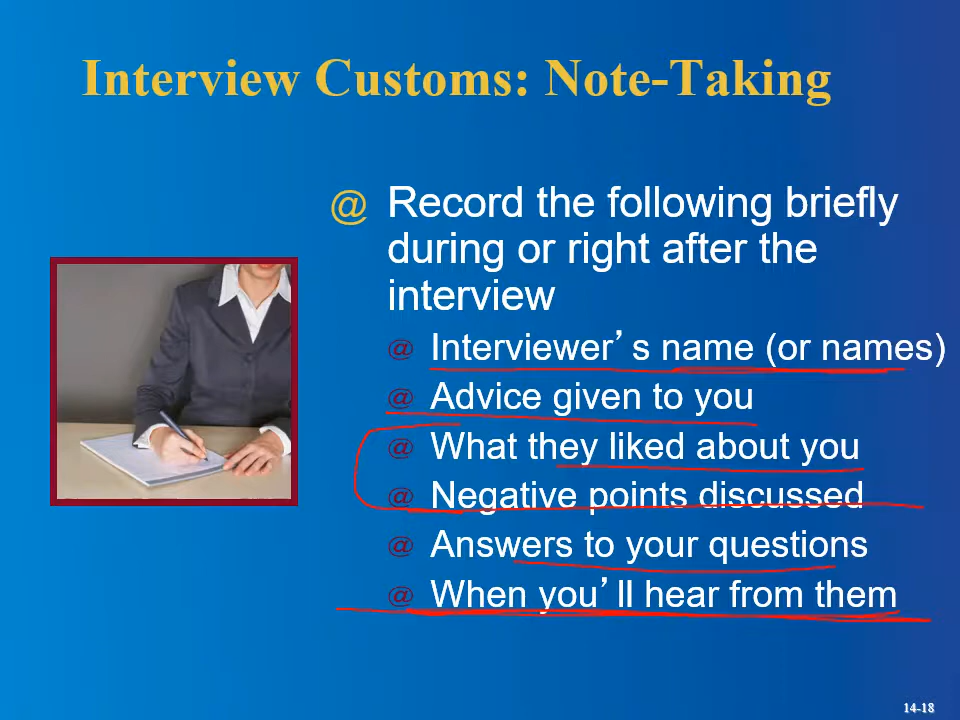 Interview Customs: Note-Taking
@ Record the following briefly
during or right after the
interview
@ Interviewer’s name (or names)
@ Advice given to you
@ What they liked about you
@ Negative points discussed
@ Answers to your questions
@ When you’ll hear from them
14-18